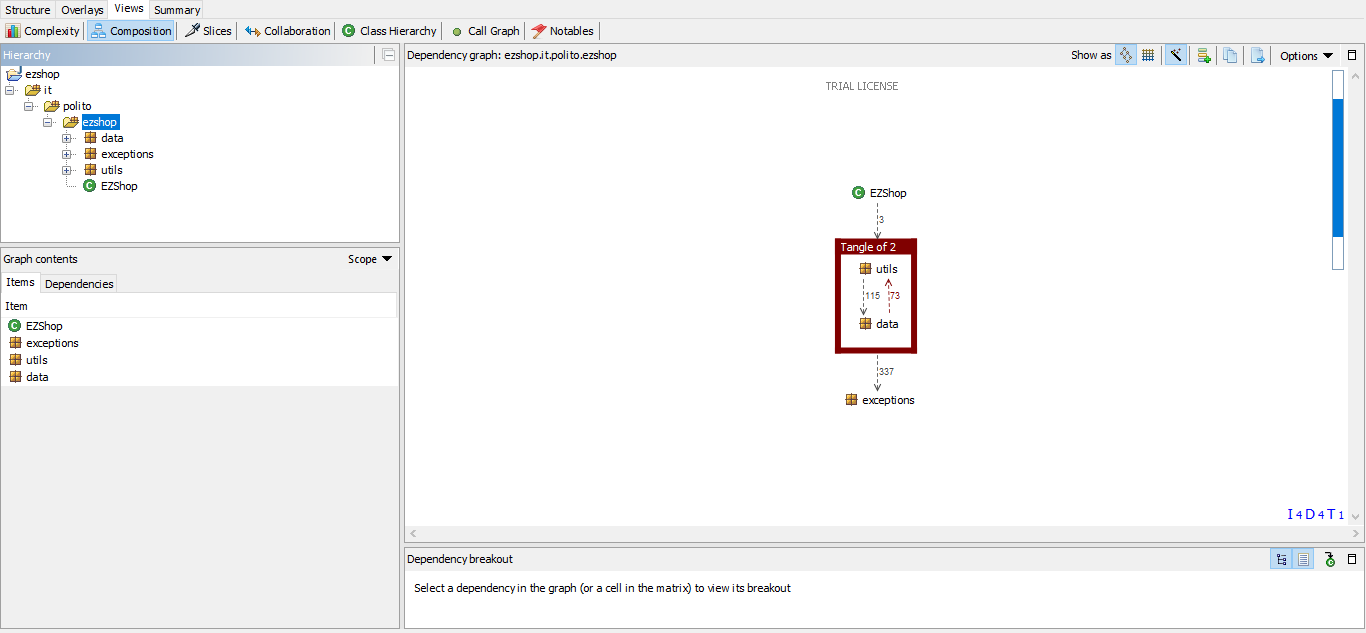 Structure Overlays Views Summary
Complexity Composition Slices Collaboration Class Hierarchy Call Graph Notables
Hierarchy
ezshop
it
polito
ezshop
data
exceptions
utils
EZShop
Graph contents Scope
Items Dependencies
Item
EZShop
exceptions
utils
data
Dependency graph: ezshop.it.polito.ezshop Show as Options
TRIAL LICENSE
EZShop
3
Tangle of 2
utils
115 73
data
337
exceptions
I 4 D 4 T 1
Dependency breakout
Select a dependency in the graph (or a cell in the matrix) to view its breakout